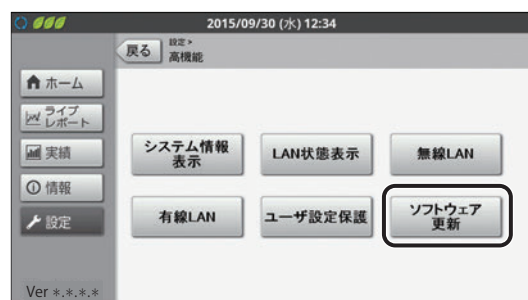 2015/09/30 (水) 12:34
戻る
設定 >
高機能
ホーム
ライブ
レポート
実績
情報
設定
システム情報
表示
LAN状態表示
無線LAN
有線LAN
ユーザ設定保護
ソフトウェア
更新
Ver *.*.*.*